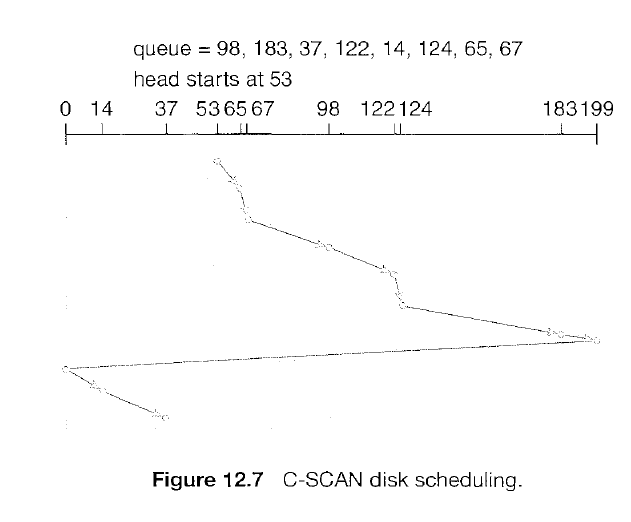 queue = 98, 183, 37, 122, 14, 124, 65, 67
head starts at 53
0 14 37 53 65 67 98 122 124 183 199
Figure 12.7 C-SCAN disk scheduling.